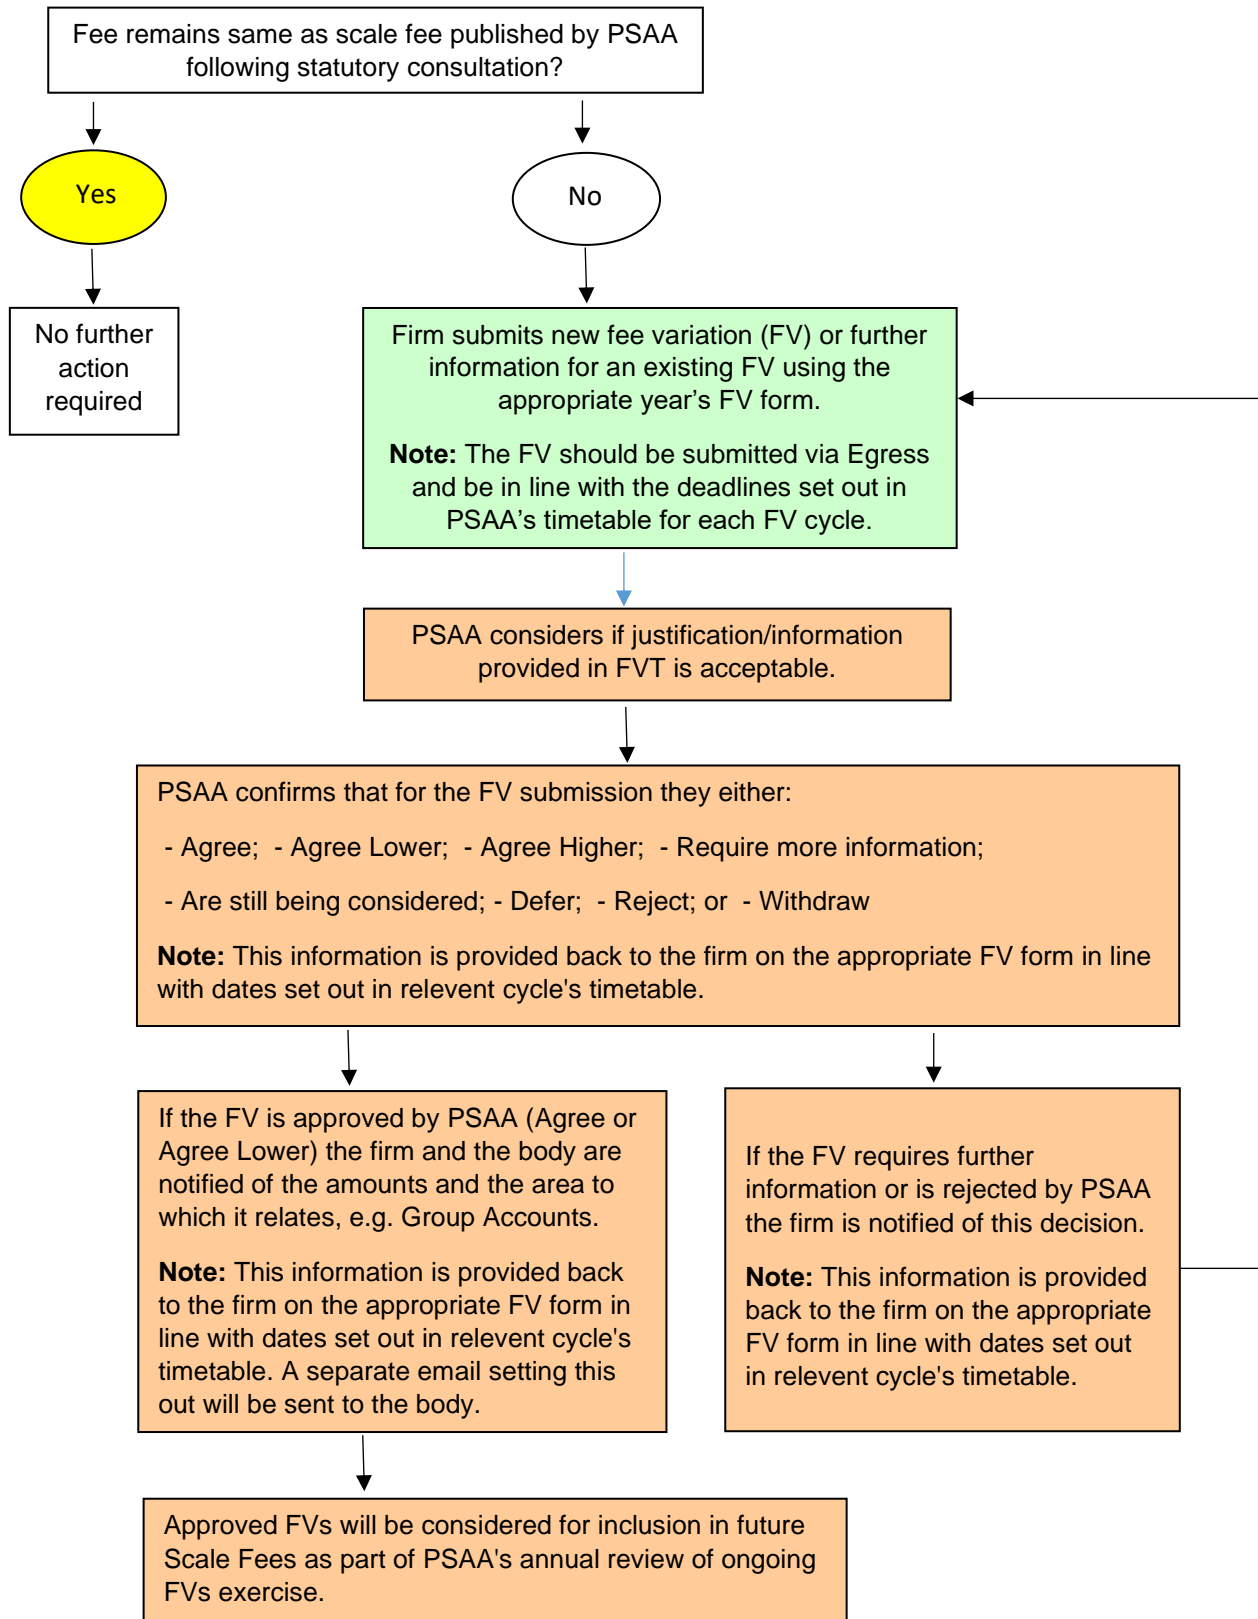 Fee remains same as scale fee published by PSAA
following statutory consultation?
Yes
No
No further
action
required
Firm submits new fee variation (FV) or further
information for an existing FV using the
appropriate year’s FV form.
Note: The FV should be submitted via Egress
and be in line with the deadlines set out in
PSAA’s timetable for each FV cycle.
PSAA considers if justification/information
provided in FVT is acceptable.
PSAA confirms that for the FV submission they either:
- Agree; - Agree Lower; - Agree Higher; - Require more information;
- Are still being considered; - Defer; - Reject; or - Withdraw
Note: This information is provided back to the firm on the appropriate FV form in line
with dates set out in relevent cycle's timetable.
If the FV is approved by PSAA (Agree or
Agree Lower) the firm and the body are
notified of the amounts and the area to
which it relates, e.g. Group Accounts.
Note: This information is provided back
to the firm on the appropriate FV form in
line with dates set out in relevent cycle's
timetable. A separate email setting this
out will be sent to the body.
If the FV requires further
information or is rejected by PSAA
the firm is notified of this decision.
Note: This information is provided
back to the firm on the appropriate
FV form in line with dates set out
in relevent cycle's timetable.
Approved FVs will be considered for inclusion in future
Scale Fees as part of PSAA's annual review of ongoing
FVs exercise.